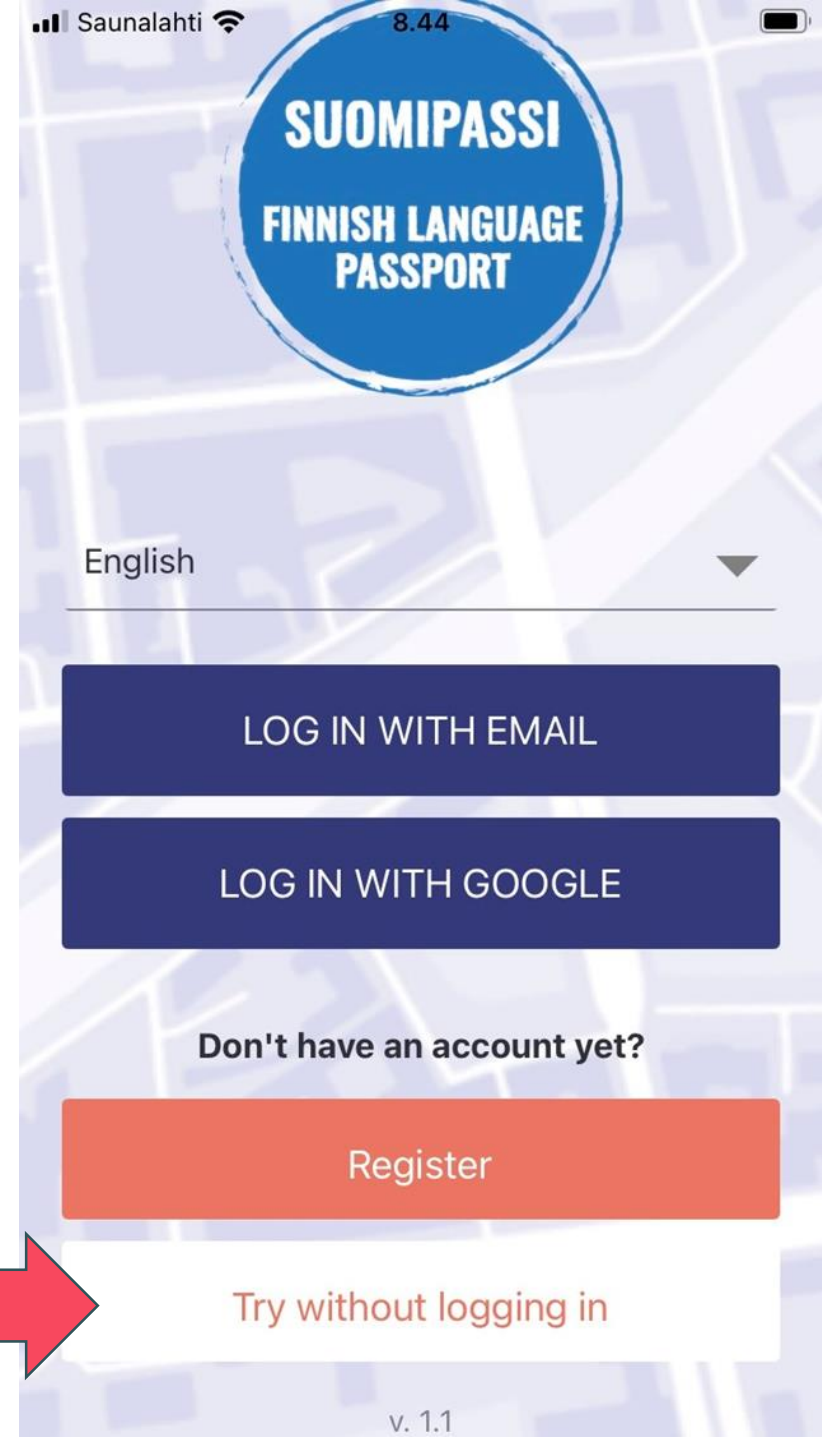 Saunalahti 8.44
SUOMIPASSI
FINNISH LANGUAGE
PASSPORT
English
LOG IN WITH EMAIL
LOG IN WITH GOOGLE
Don't have an account yet?
Register
Try without logging in
v. 1.1